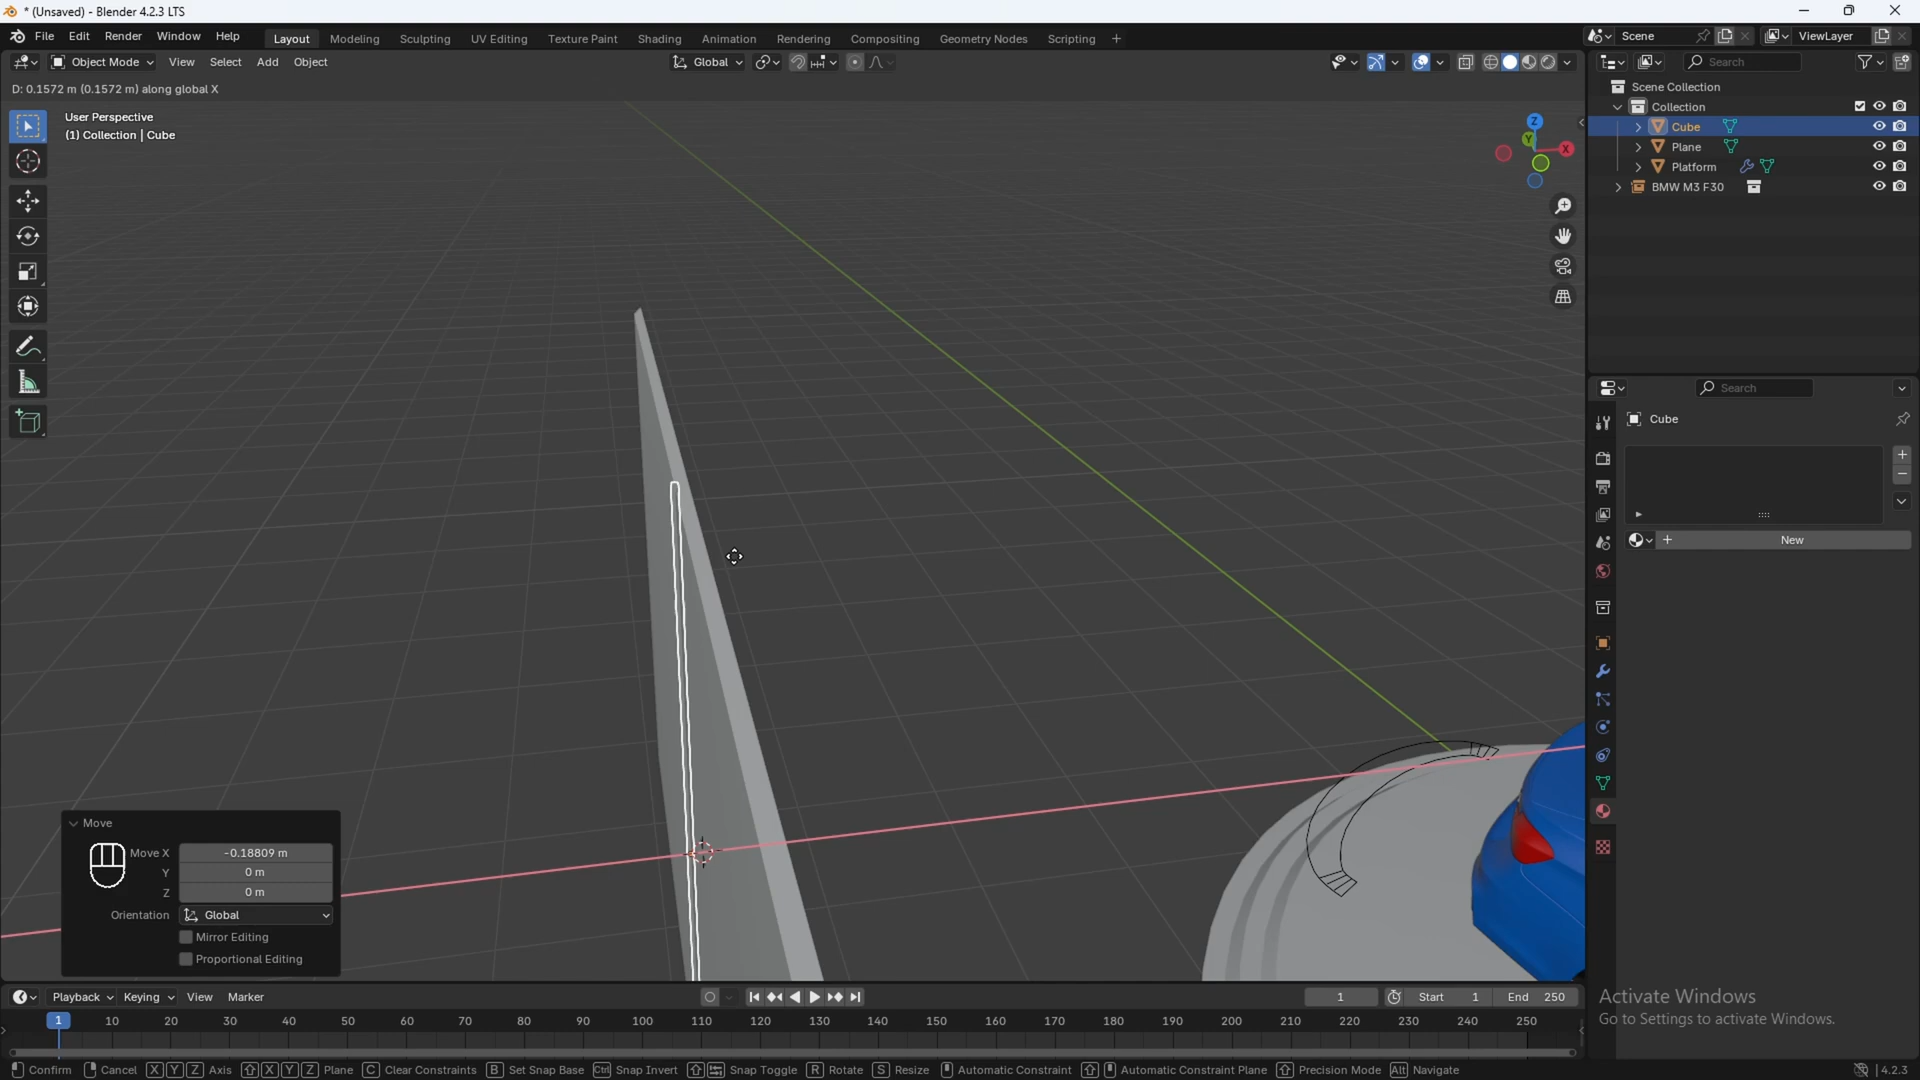 * (Unsaved) - Blender 4.2.3 LTS
File Edit Render Window Help Layout Modeling Sculpting UV Editing Texture Paint Shading Animation Rendering Compositing Geometry Nodes Scripting + Scene ViewLayer
Object Mode View Select Add Object Global Search
D: 0.1572 m (0.1572 m) along global X
Scene Collection
User Perspective
(1) Collection | Cube
Collection
Cube
Plane
Platform
BMW M3 F30
Z
Y
X
Search
Cube
+ New
Move
Move X -0.18809 m
Y 0 m
Z 0 m
Orientation Global
Mirror Editing
Proportional Editing
Playback Keying View Marker 1 Start 1 End 250
1 10 20 30 40 50 60 70 80 90 100 110 120 130 140 150 160 170 180 190 200 210 220 230 240 250
Activate Windows
Go to Settings to activate Windows.
Confirm Cancel X Y Z Axis X Y Z Plane C Clear Constraints B Set Snap Base Ctrl Snap Invert Snap Toggle R Rotate S Resize Automatic Constraint Automatic Constraint Plane Precision Mode Alt Navigate 4.2.3